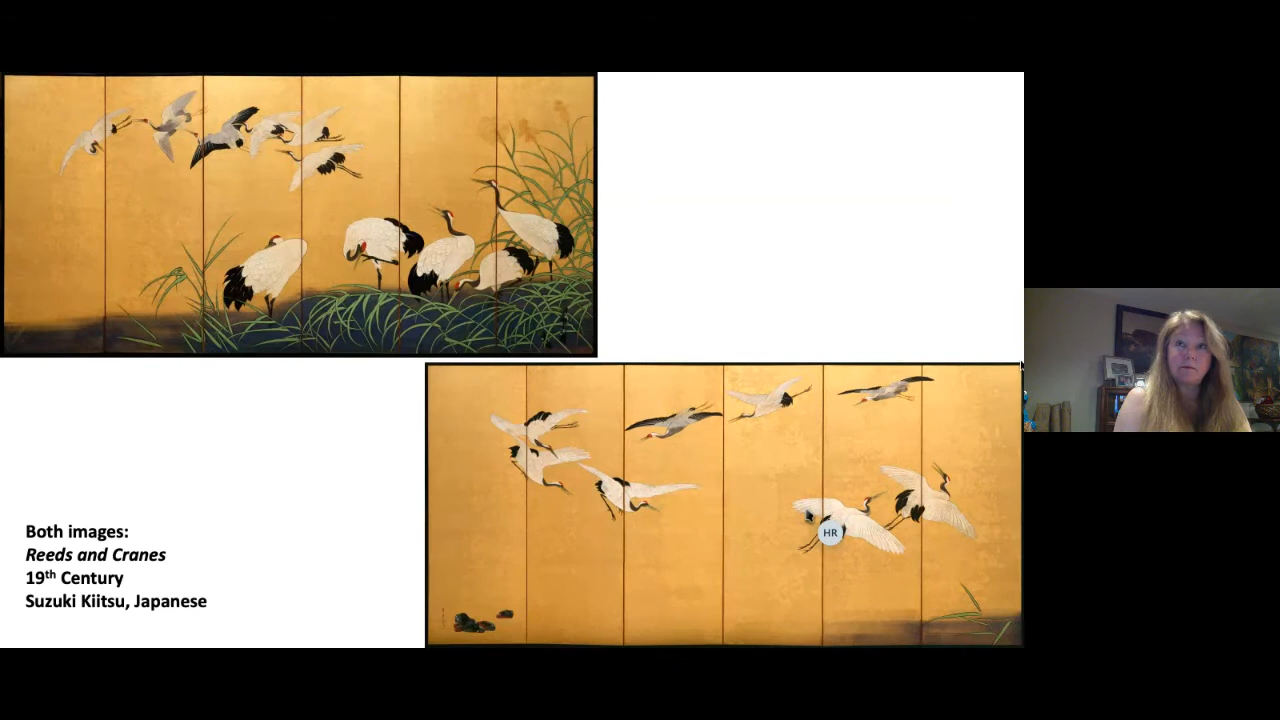 Both images:
Reeds and Cranes
19th Century
Suzuki Kiitsu, Japanese
HR